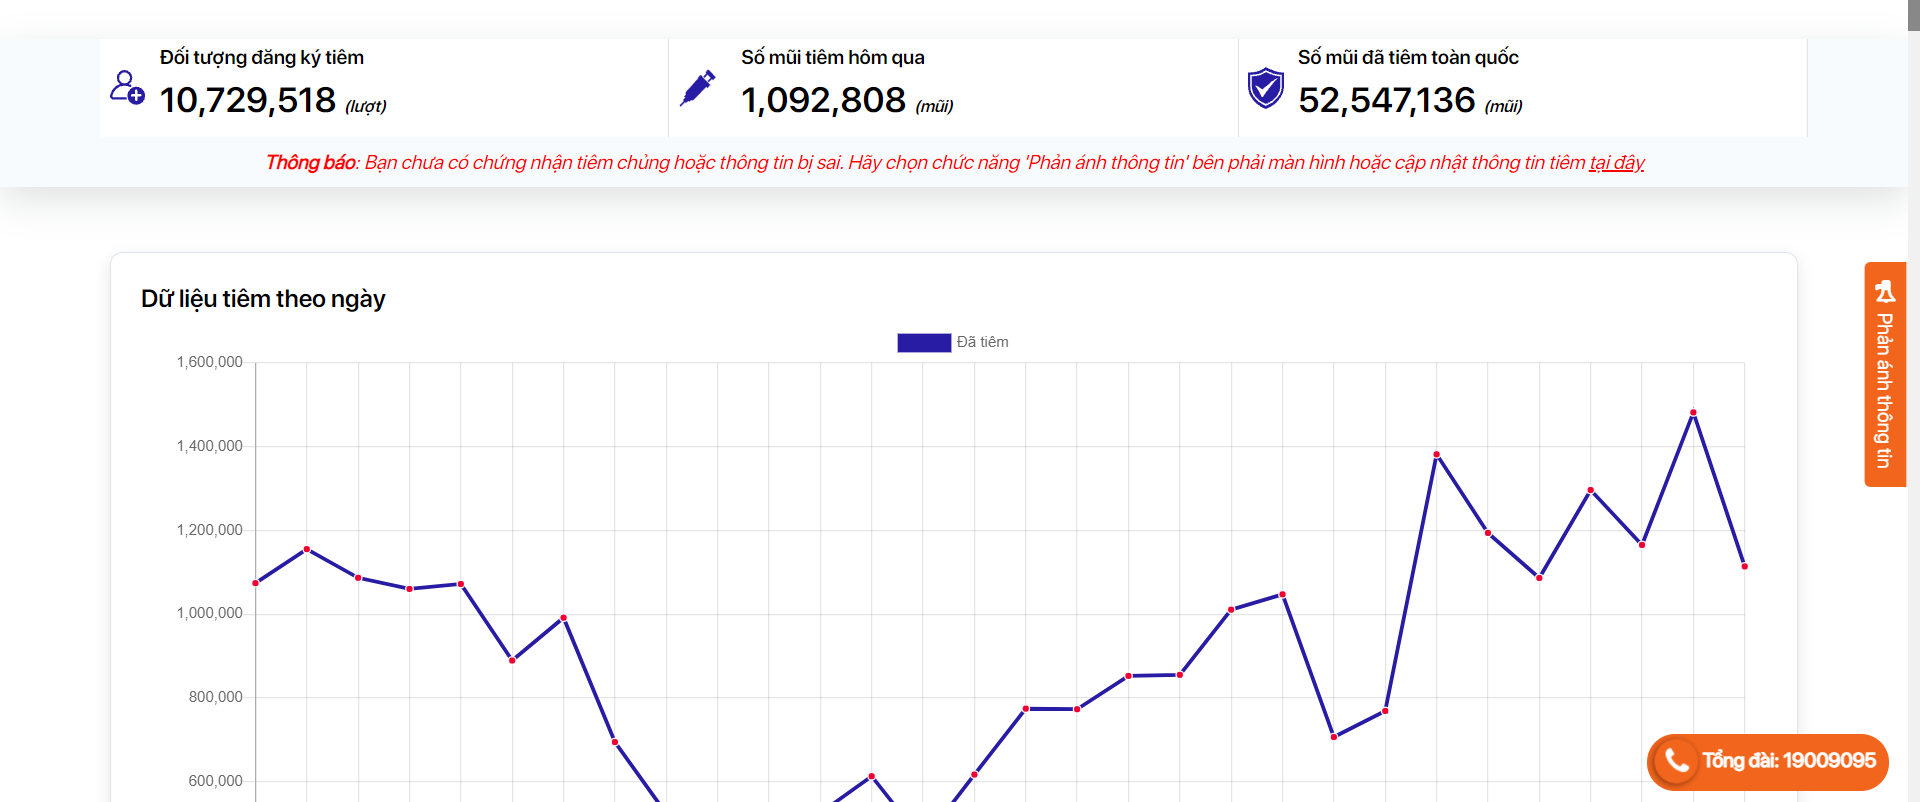 Đối tượng đăng ký tiêm
10,729,518 (lượt)
Số mũi tiêm hôm qua
1,092,808 (mũi)
Số mũi đã tiêm toàn quốc
52,547,136 (mũi)
Thông báo: Bạn chưa có chứng nhận tiêm chủng hoặc thông tin bị sai. Hãy chọn chức năng 'Phản ánh thông tin' bên phải màn hình hoặc cập nhật thông tin tiêm tại đây
Dữ liệu tiêm theo ngày
Đã tiêm
1,600,000
1,400,000
1,200,000
1,000,000
800,000
600,000
Phản ánh thông tin
Tổng đài: 19009095